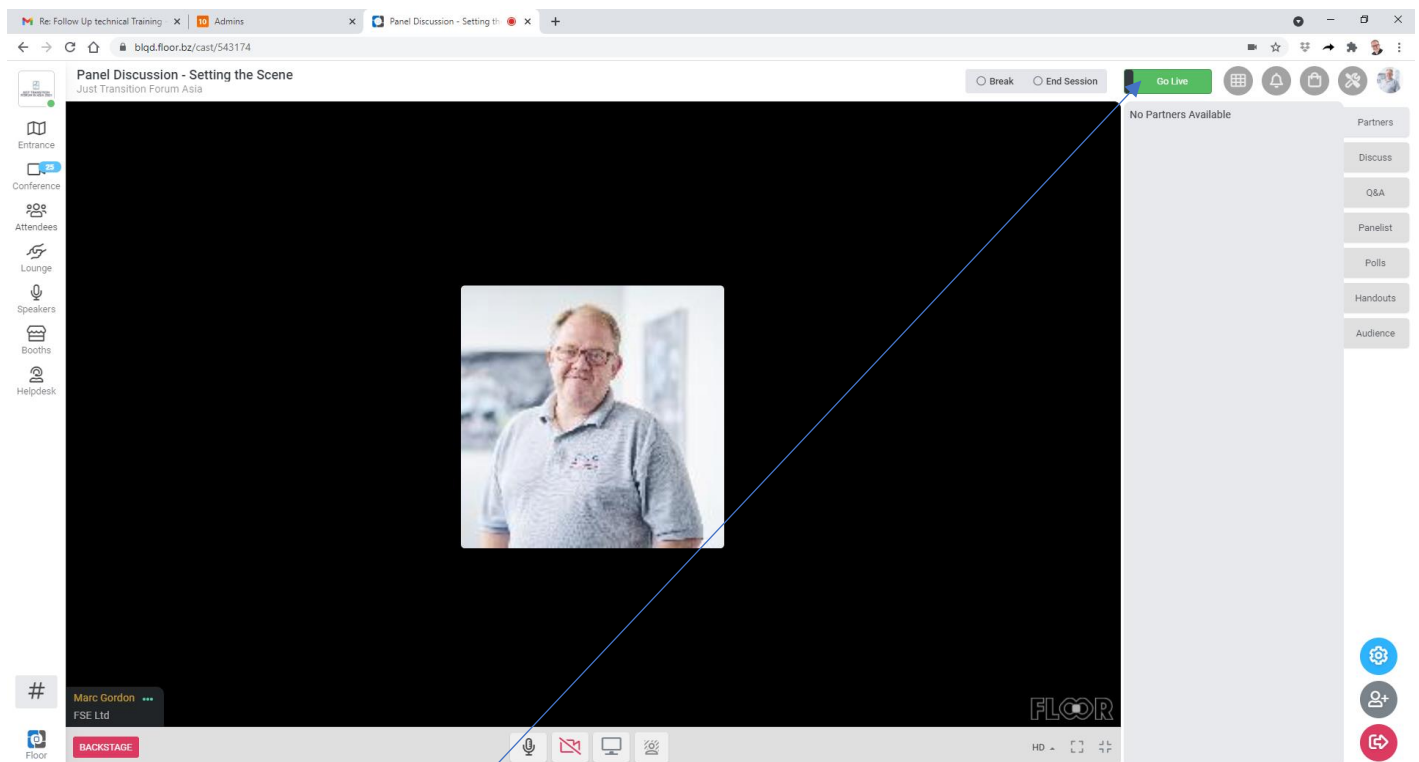 Re: Follow Up technical Training
10 Admins
Panel Discussion - Setting th
blqd.floor.bz/cast/543174
Panel Discussion - Setting the Scene
Just Transition Forum Asia
Break
End Session
Go Live
Entrance
25
Conference
Attendees
Lounge
Speakers
Booths
Helpdesk
No Partners Available
Partners
Discuss
Q&A
Panelist
Polls
Handouts
Audience
#
Marc Gordon
FSE Ltd
FLOOR
Floor
BACKSTAGE
HD